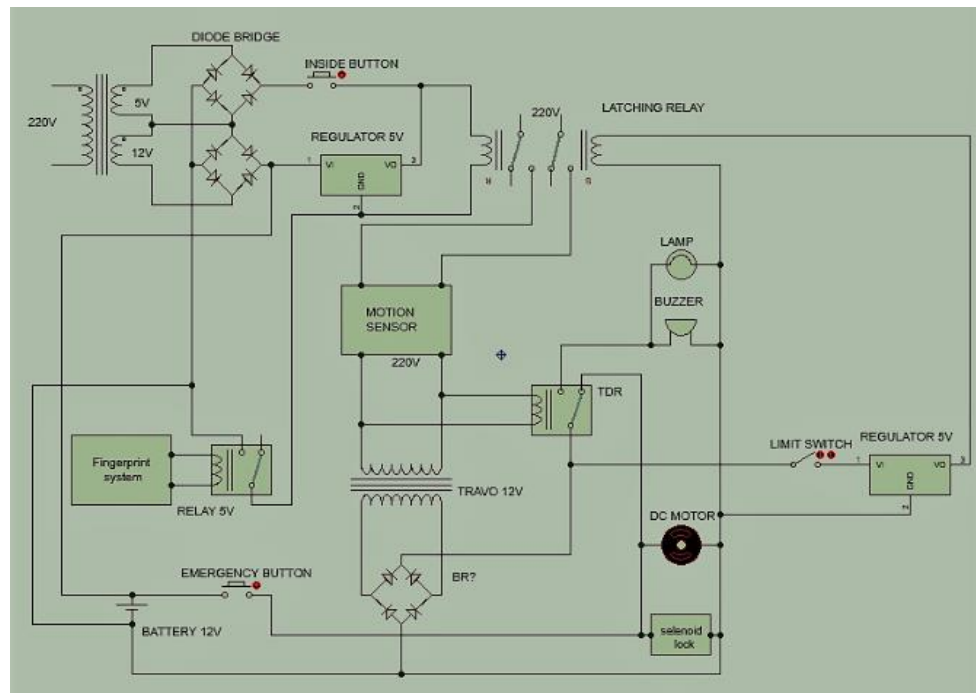 DIODE BRIDGE
INSIDE BUTTON
220V
5V
12V
REGULATOR 5V
1
VI
VO
3
GND
2
220V
LATCHING RELAY
R
S
LAMP
BUZZER
MOTION
SENSOR
220V
TDR
LIMIT SWITCH
REGULATOR 5V
1
VI
VO
3
GND
2
Fingerprint
system
RELAY 5V
TRAVO 12V
DC MOTOR
EMERGENCY BUTTON
BR?
BATTERY 12V
selenoid
lock